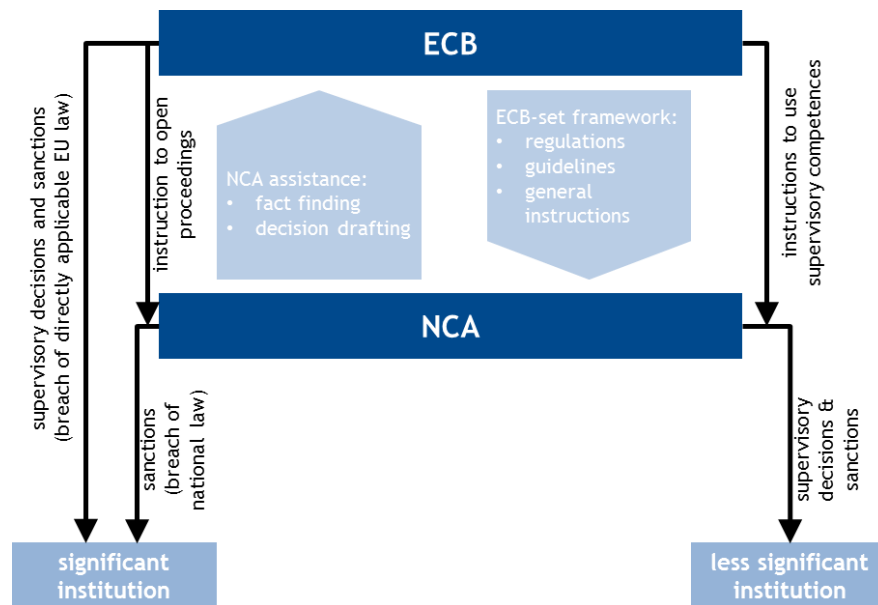 ECB
supervisory decisions and sanctions
(breach of directly applicable EU law)
instruction to open
proceedings
NCA assistance:
• fact finding
• decision drafting
ECB-set framework:
• regulations
• guidelines
• general
instructions
instructions to use
supervisory competences
NCA
sanctions
(breach of
national law)
supervisory
decisions &
sanctions
significant
institution
less significant
institution